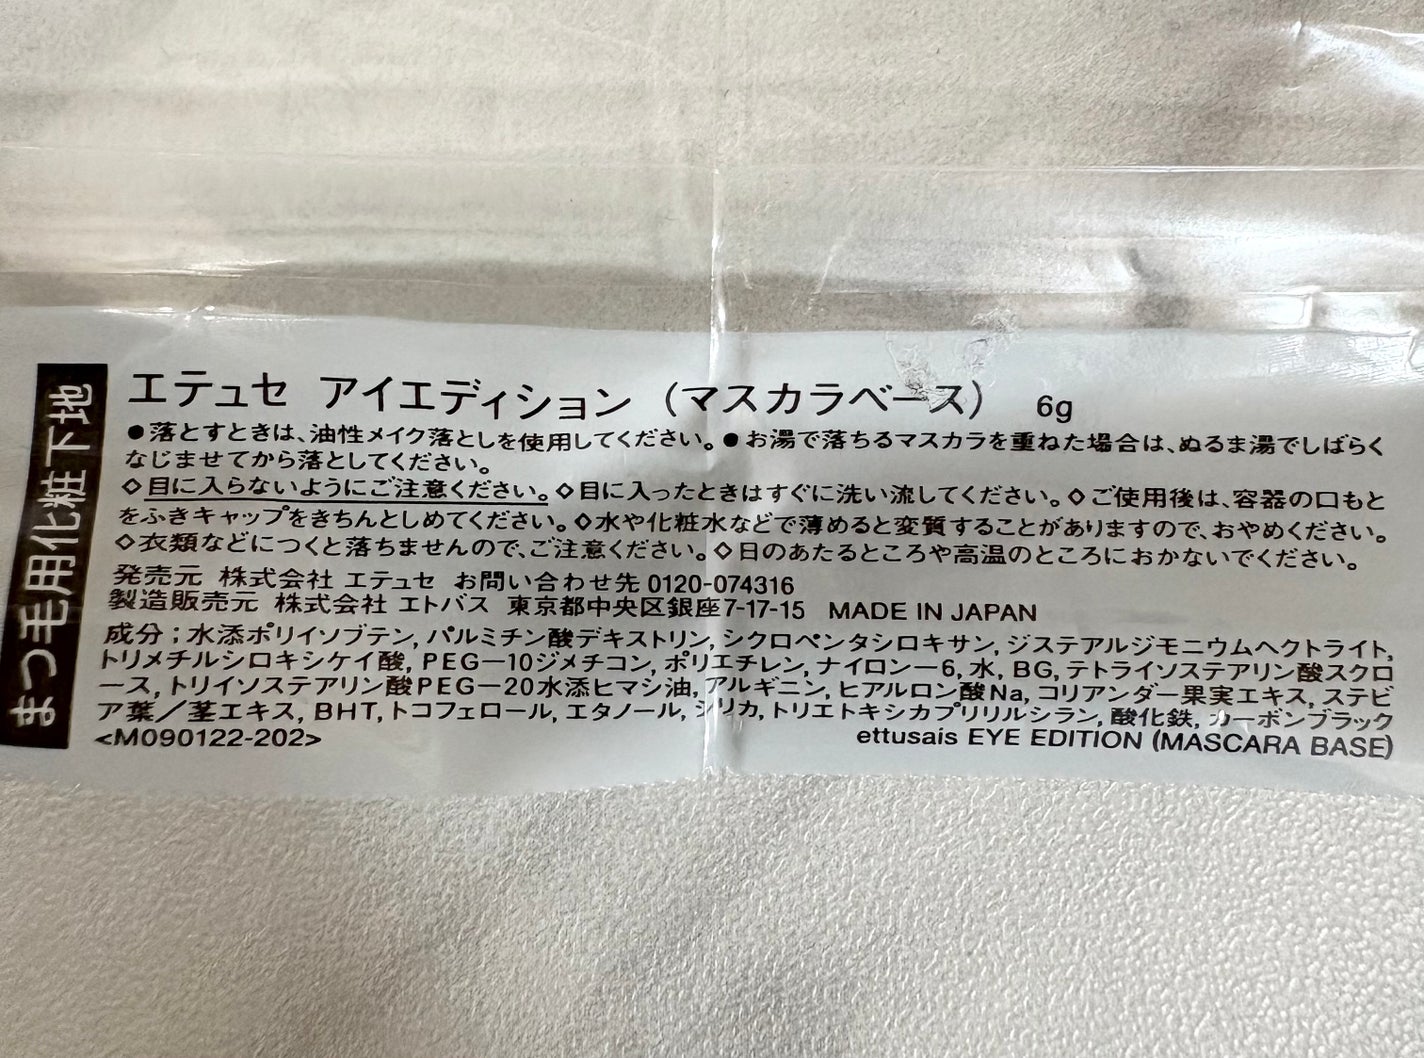 まつ毛用化粧下地
エテュセ アイエディション（マスカラベース） 6g
●落とすときは、油性メイク落としを使用してください。●お湯で落ちるマスカラを重ねた場合は、ぬるま湯でしばらく
なじませてから落としてください。
◇目に入らないようにご注意ください。◇目に入ったときはすぐに洗い流してください。◇ご使用後は、容器の口もと
をふきキャップをきちんとしめてください。◇水や化粧水などで薄めると変質することがありますので、おやめください。
◇衣類などにつくと落ちませんので、ご注意ください。◇日のあたるところや高温のところにおかないでください。
発売元 株式会社 エテュセ お問い合わせ先 0120-074316
製造販売元 株式会社 エトバス 東京都中央区銀座7-17-15 MADE IN JAPAN
成分；水添ポリイソブテン, パルミチン酸デキストリン, シクロペンタシロキサン, ジステアルジモニウムヘクトライト,
トリメチルシロキシケイ酸, PEG－10ジメチコン, ポリエチレン, ナイロン－6, 水, BG, テトライソステアリン酸スクロ
ース, トリイソステアリン酸PEG－20水添ヒマシ油, アルギニン, ヒアルロン酸Na, コリアンダー果実エキス, ステビ
ア葉／茎エキス, BHT, トコフェロール, エタノール, シリカ, トリエトキシカプリリルシラン, 酸化鉄, カーボンブラック
<M090122-202>
ettusais EYE EDITION (MASCARA BASE)